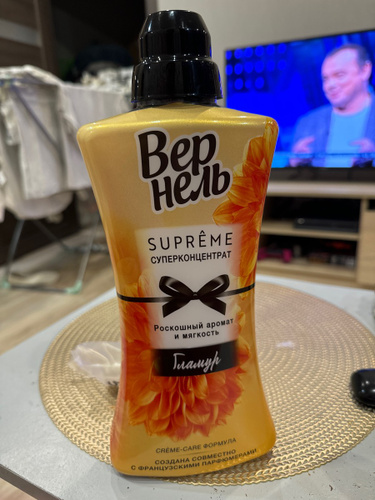 Вер
нель
SUPRÊME
СУПЕРКОНЦЕНТРАТ
Роскошный аромат
и мягкость
Гламур
CRÈME-CARE ФОРМУЛА
СОЗДАНА СОВМЕСТНО
С ФРАНЦУЗСКИМИ ПАРФЮМЕРАМИ